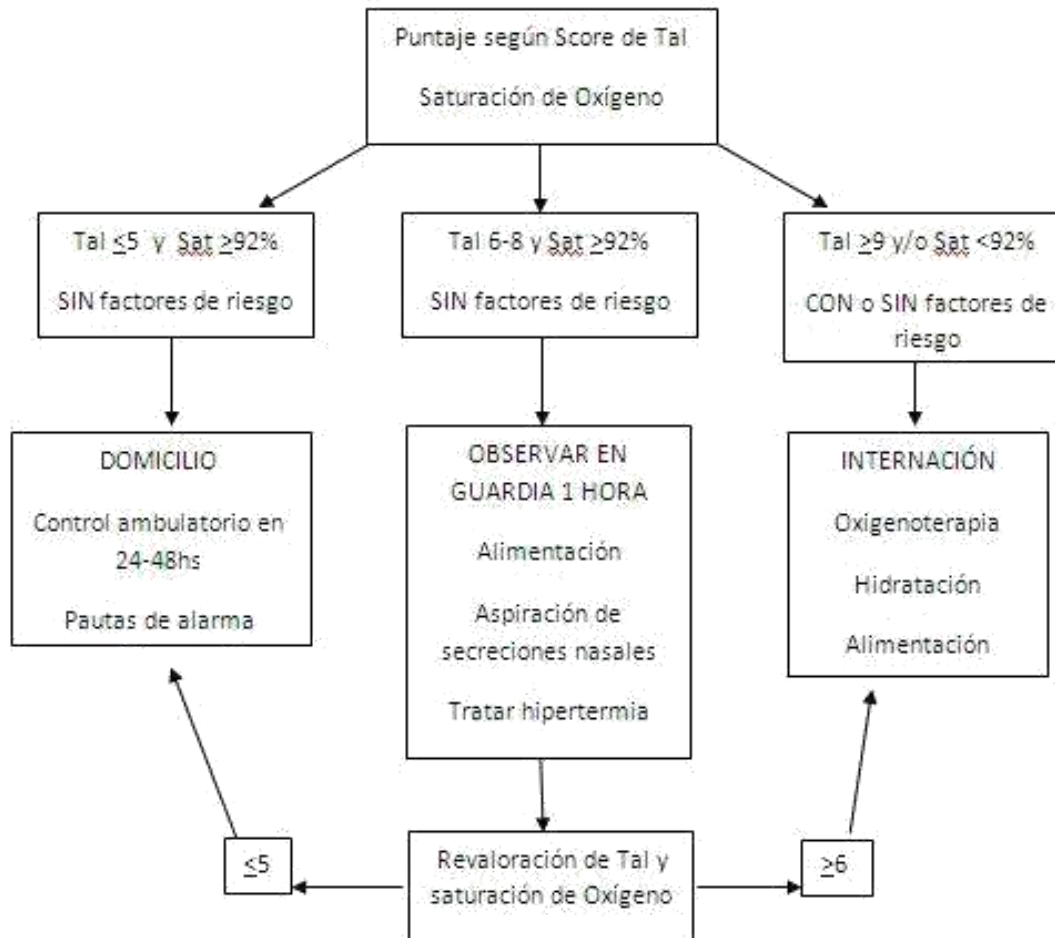 Puntaje según Score de Tal
Saturación de Oxígeno
Tal ≤5 y Sat ≥92%
SIN factores de riesgo
Tal 6-8 y Sat ≥92%
SIN factores de riesgo
Tal ≥9 y/o Sat <92%
CON o SIN factores de
riesgo
DOMICILIO
Control ambulatorio en
24-48hs
Pautas de alarma
OBSERVAR EN
GUARDIA 1 HORA
Alimentación
Aspiración de
secreciones nasales
Tratar hipertermia
INTERNACIÓN
Oxigenoterapia
Hidratación
Alimentación
≤5
Revaloración de Tal y
saturación de Oxígeno
≥6